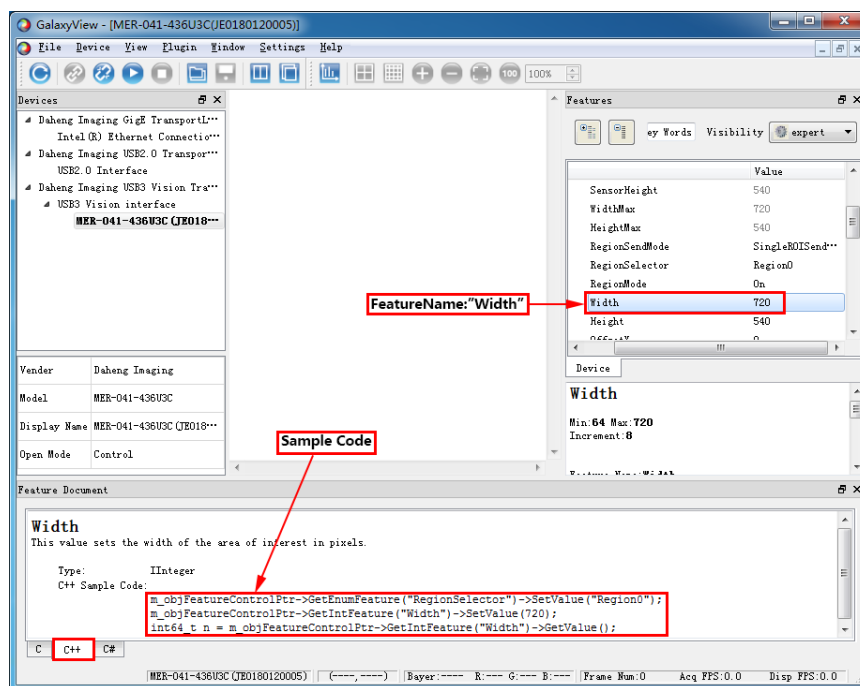 GalaxyView - [MER-041-436U3C(JE0180120005)]
File Device View Plugin Window Settings Help
100 100%
Devices
Daheng Imaging GigE TransportL···
Intel(R) Ethernet Connectio···
Daheng Imaging USB2.0 Transpor···
USB2.0 Interface
Daheng Imaging USB3 Vision Tra···
USB3 Vision interface
MER-041-436U3C(JE018···
Vender Daheng Imaging
Model MER-041-436U3C
Display Name MER-041-436U3C(JE018···
Open Mode Control
FeatureName:"Width"
Sample Code
Features
ey Words Visibility expert
Value
SensorHeight 540
WidthMax 720
HeightMax 540
RegionSendMode SingleROISend···
RegionSelector Region0
RegionMode On
Width 720
Height 540
OffsetX 0
Device
Width
Min:64 Max:720
Increment:8
Feature Name:Width
Feature Document
Width
This value sets the width of the area of interest in pixels.
Type: IInteger
C++ Sample Code:
m_objFeatureControlPtr->GetEnumFeature("RegionSelector")->SetValue("Region0");
m_objFeatureControlPtr->GetIntFeature("Width")->SetValue(720);
int64_t n = m_objFeatureControlPtr->GetIntFeature("Width")->GetValue();
C C++ C#
MER-041-436U3C(JE0180120005) (----,----) Bayer:---- R:--- G:--- B:--- Frame Num:0 Acq FPS:0.0 Disp FPS:0.0